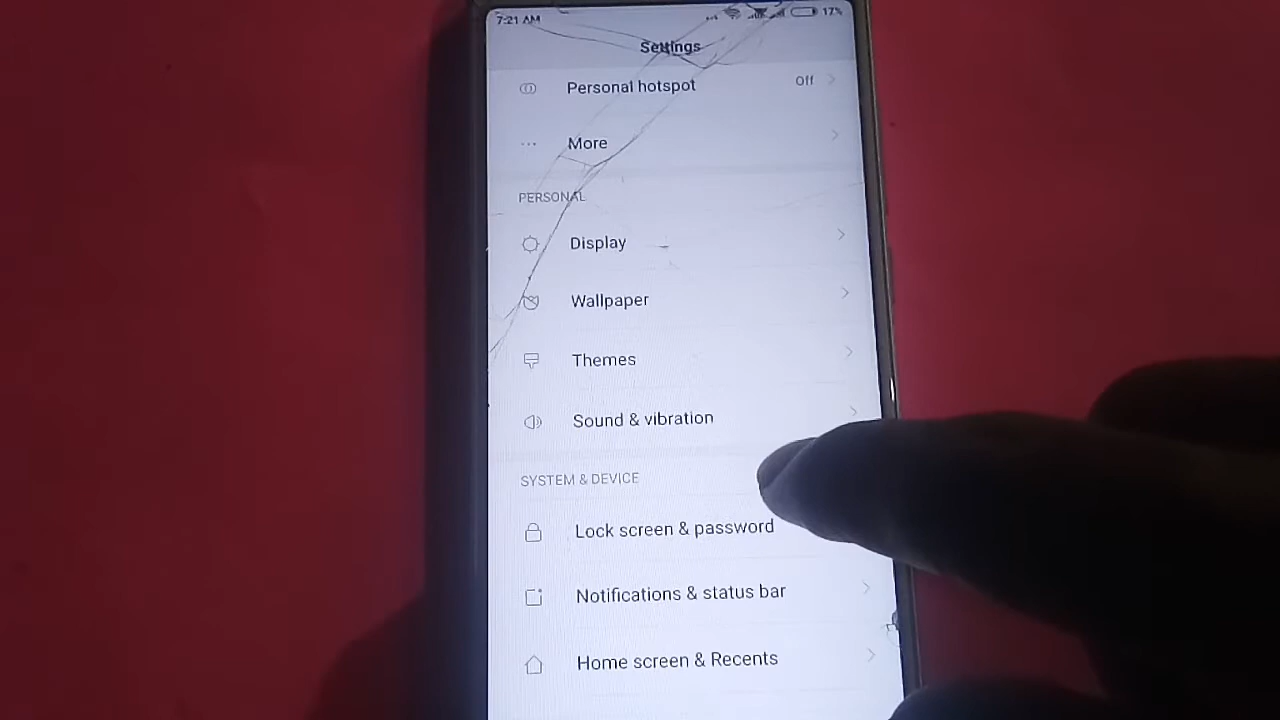 7:21 AM 17%
Settings
Personal hotspot Off
More
PERSONAL
Display
Wallpaper
Themes
Sound & vibration
SYSTEM & DEVICE
Lock screen & password
Notifications & status bar
Home screen & Recents